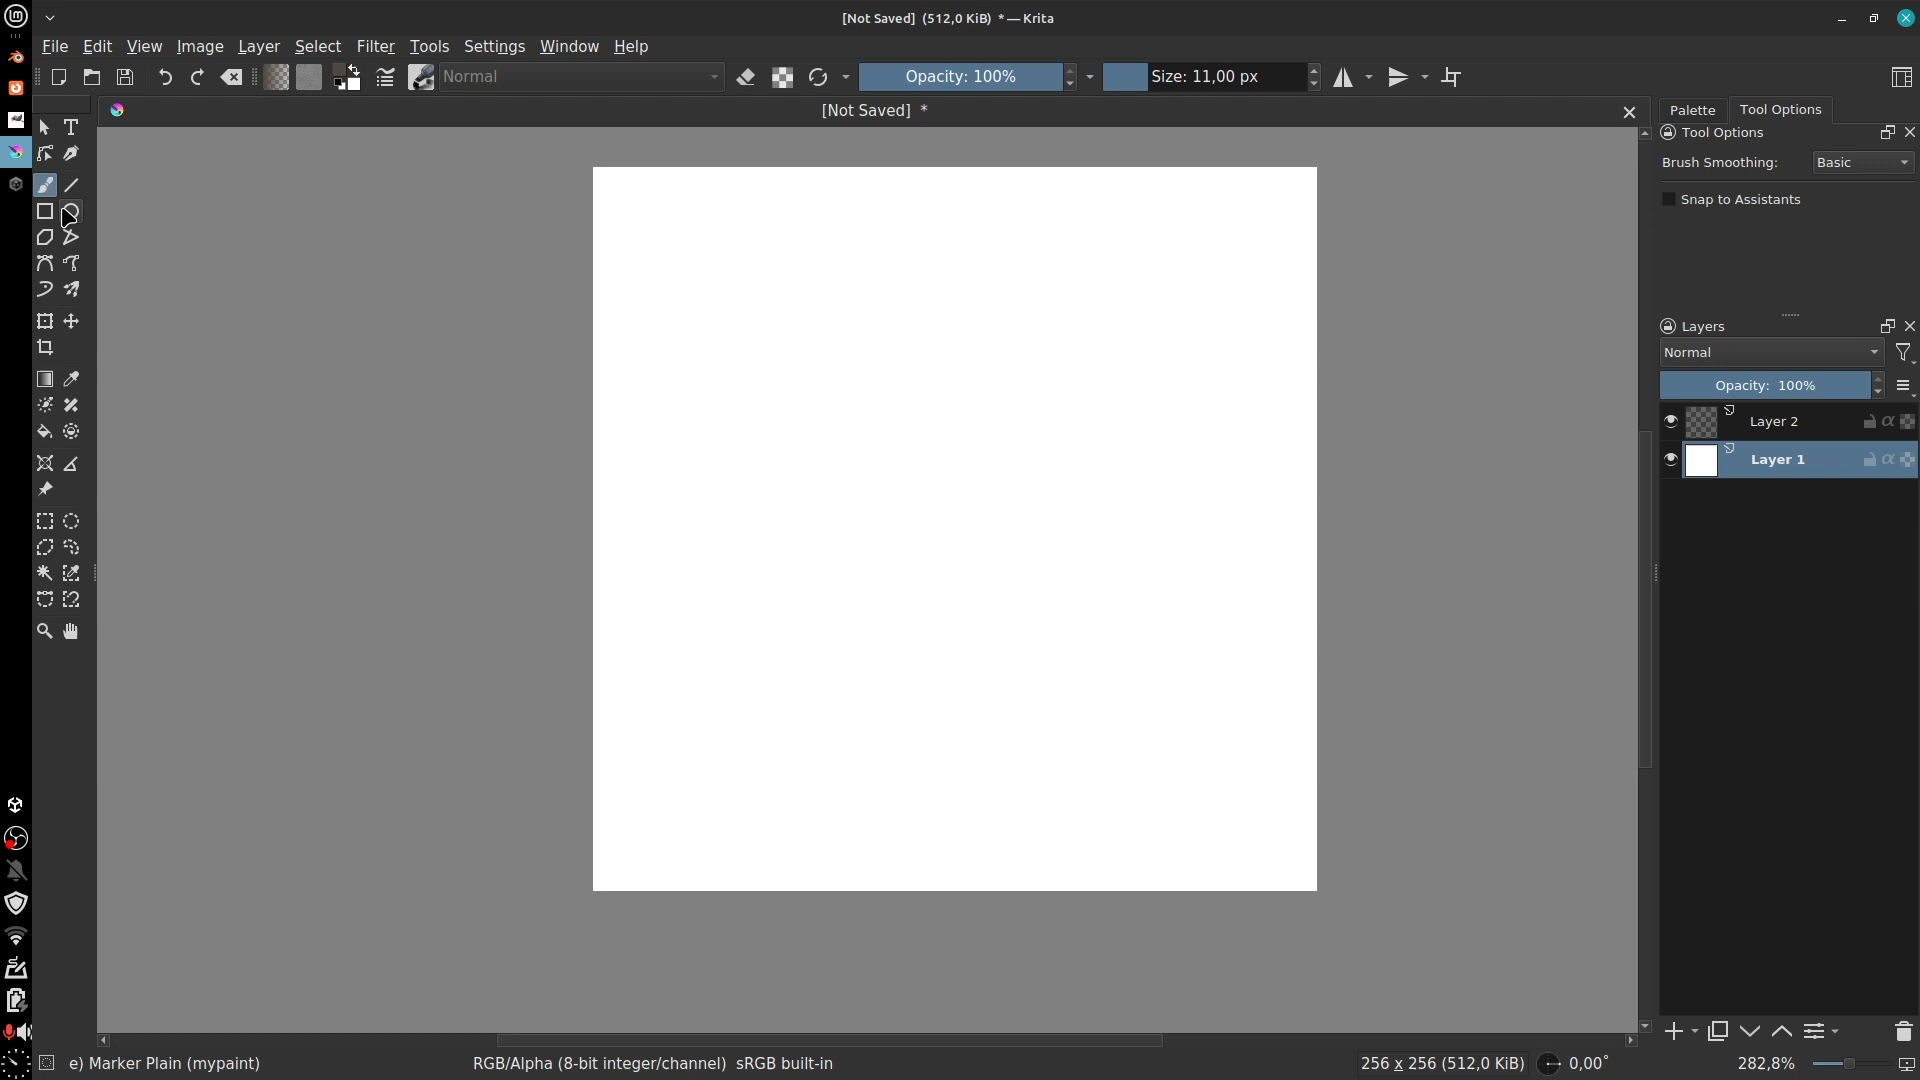 [Not Saved] (512,0 KiB) * — Krita
File Edit View Image Layer Select Filter Tools Settings Window Help
Normal
Opacity: 100%
Size: 11,00 px
[Not Saved] *
Palette
Tool Options
Tool Options
Brush Smoothing:
Basic
Snap to Assistants
Layers
Normal
Opacity: 100%
Layer 2
Layer 1
e) Marker Plain (mypaint)
RGB/Alpha (8-bit integer/channel) sRGB built-in
256 x 256 (512,0 KiB)
0,00°
282,8%